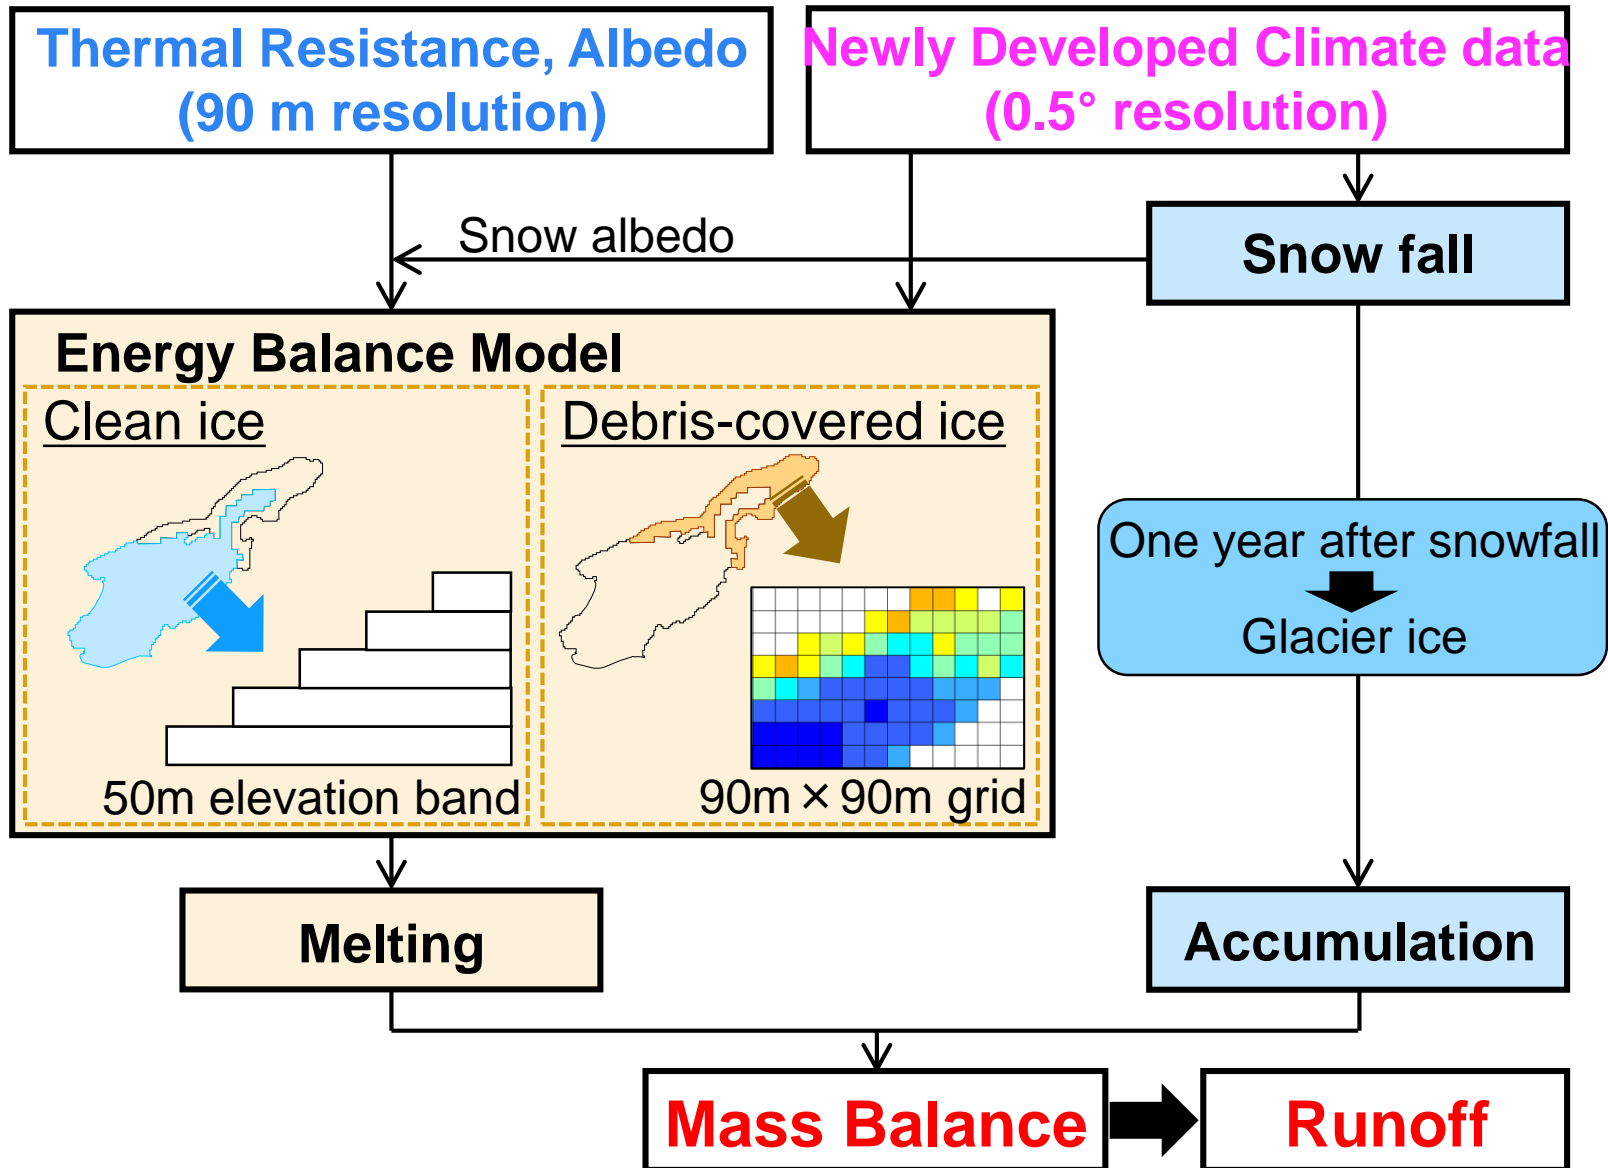 Thermal Resistance, Albedo
(90 m resolution)
Newly Developed Climate data
(0.5° resolution)
Snow albedo
Snow fall
Energy Balance Model
Clean ice
Debris-covered ice
50m elevation band
90m × 90m grid
One year after snowfall
Glacier ice
Melting
Accumulation
Mass Balance
Runoff